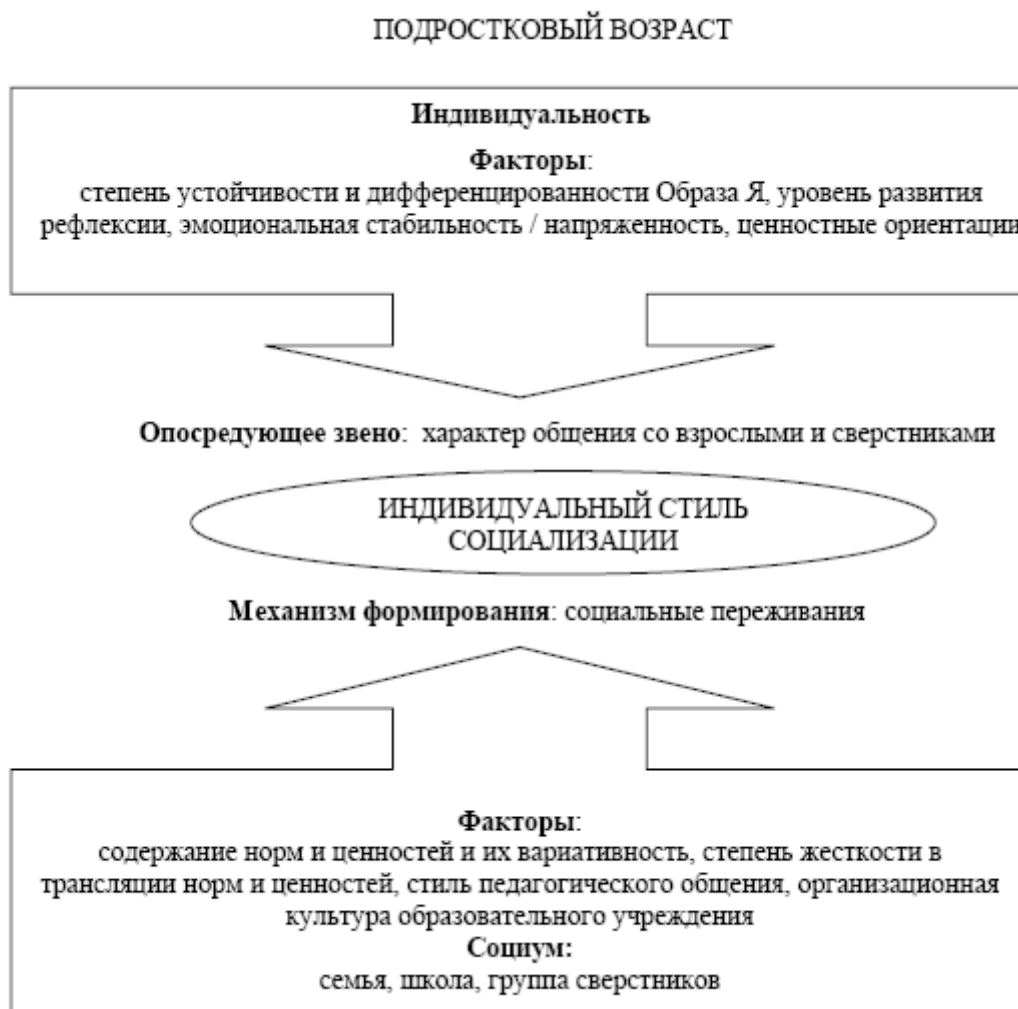 ПОДРОСТКОВЫЙ ВОЗРАСТ
Индивидуальность
Факторы:
степень устойчивости и дифференцированности Образа Я, уровень развития
рефлексии, эмоциональная стабильность / напряженность, ценностные ориентации
Опосредующее звено: характер общения со взрослыми и сверстниками
ИНДИВИДУАЛЬНЫЙ СТИЛЬ
СОЦИАЛИЗАЦИИ
Механизм формирования: социальные переживания
Факторы:
содержание норм и ценностей и их вариативность, степень жесткости в
трансляции норм и ценностей, стиль педагогического общения, организационная
культура образовательного учреждения
Социум:
семья, школа, группа сверстников